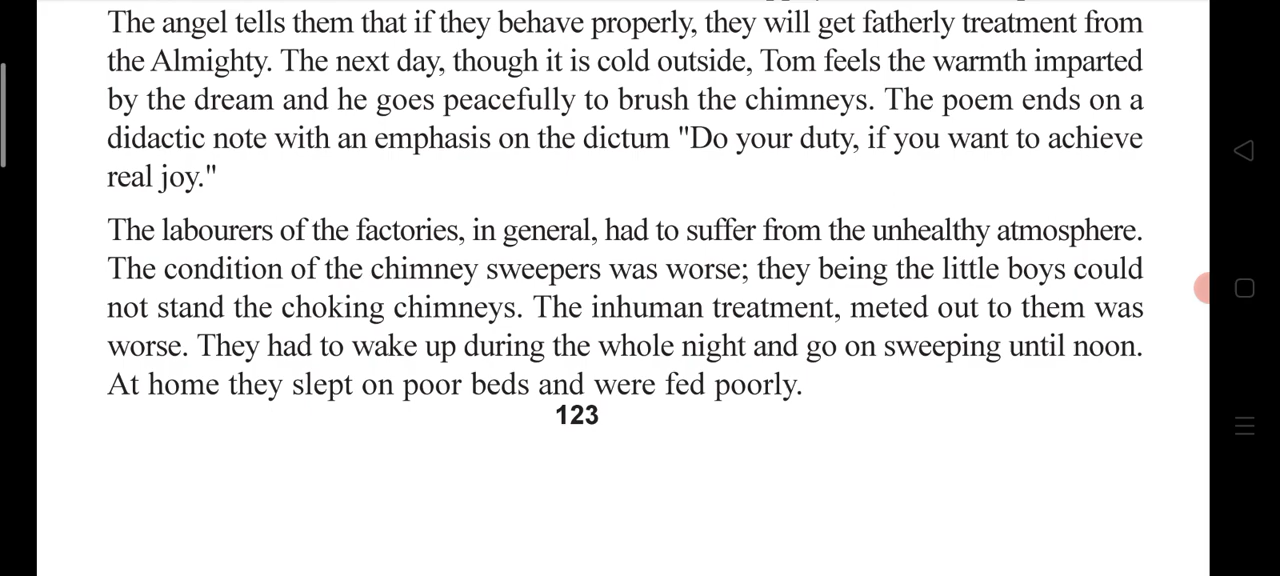 The angel tells them that if they behave properly, they will get fatherly treatment from
the Almighty. The next day, though it is cold outside, Tom feels the warmth imparted
by the dream and he goes peacefully to brush the chimneys. The poem ends on a
didactic note with an emphasis on the dictum "Do your duty, if you want to achieve
real joy."
The labourers of the factories, in general, had to suffer from the unhealthy atmosphere.
The condition of the chimney sweepers was worse; they being the little boys could
not stand the choking chimneys. The inhuman treatment, meted out to them was
worse. They had to wake up during the whole night and go on sweeping until noon.
At home they slept on poor beds and were fed poorly.
123